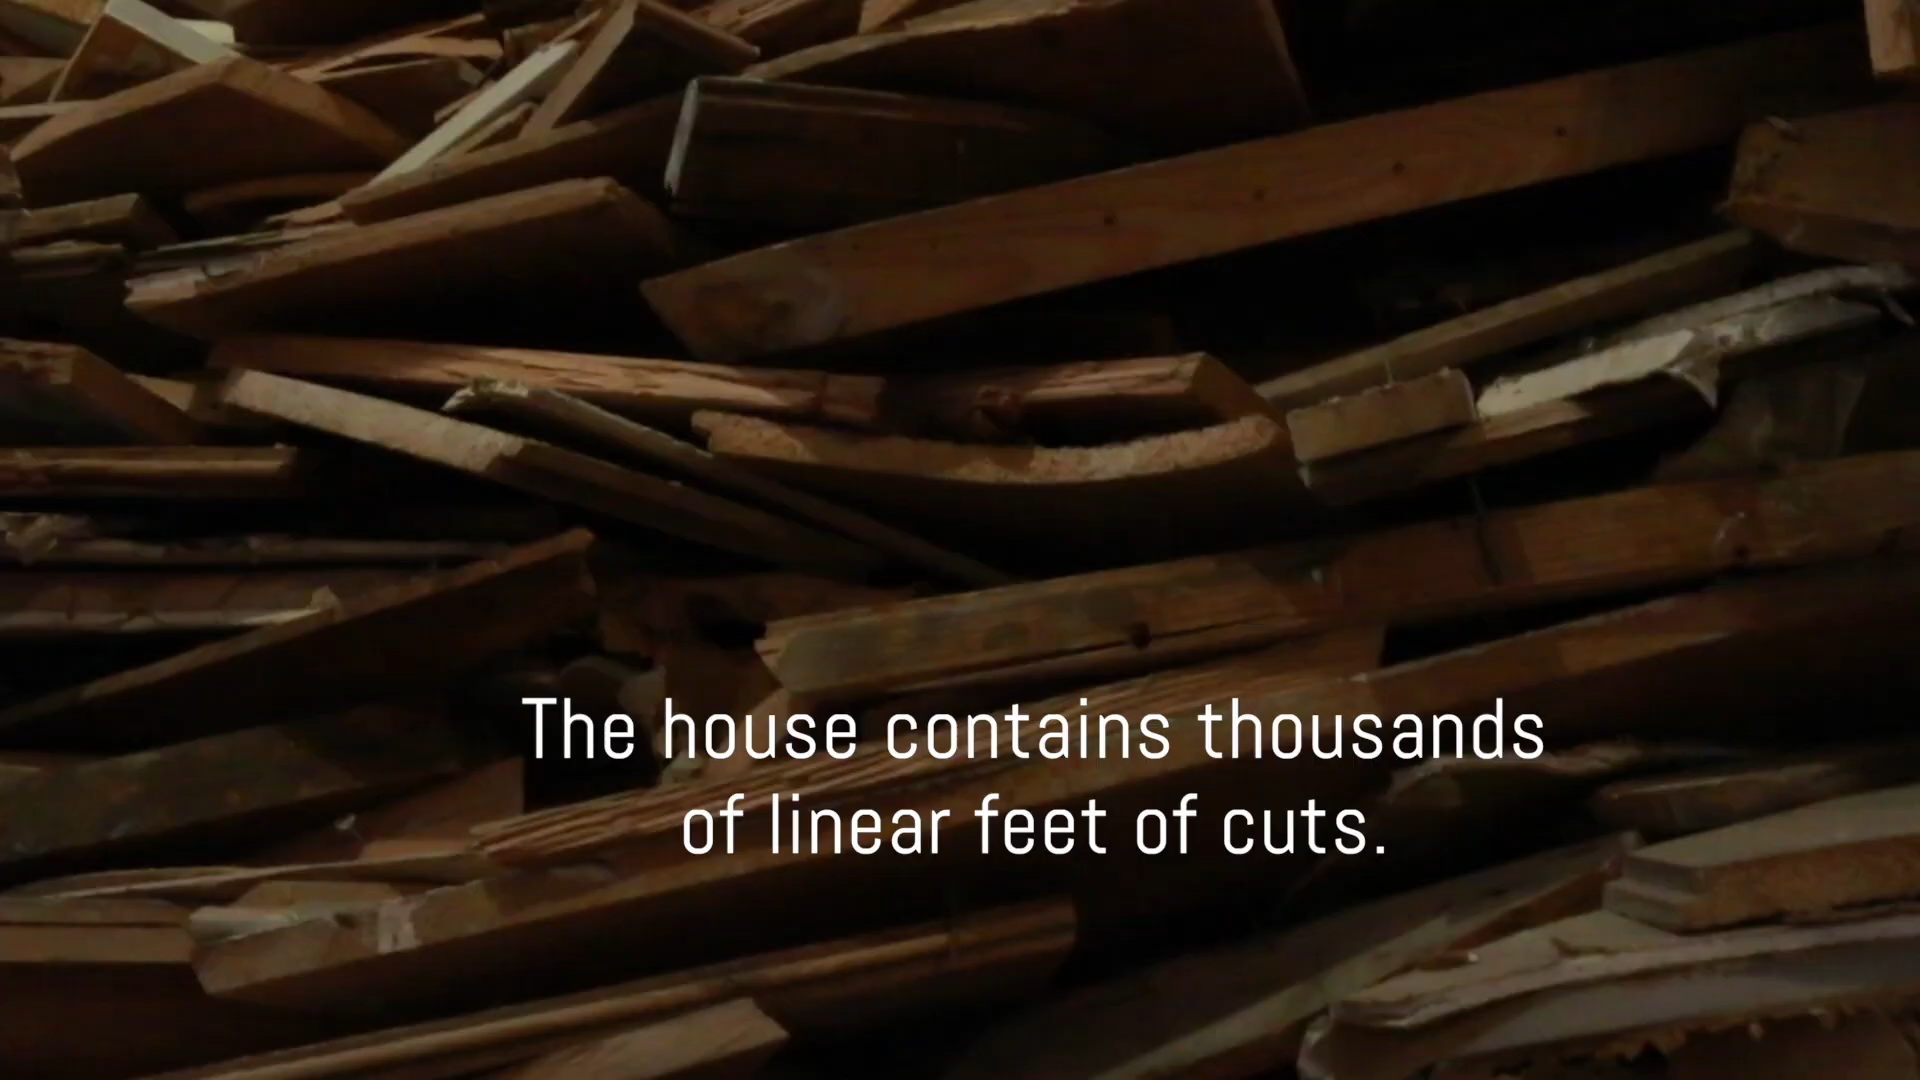 The house contains thousands
of linear feet of cuts.